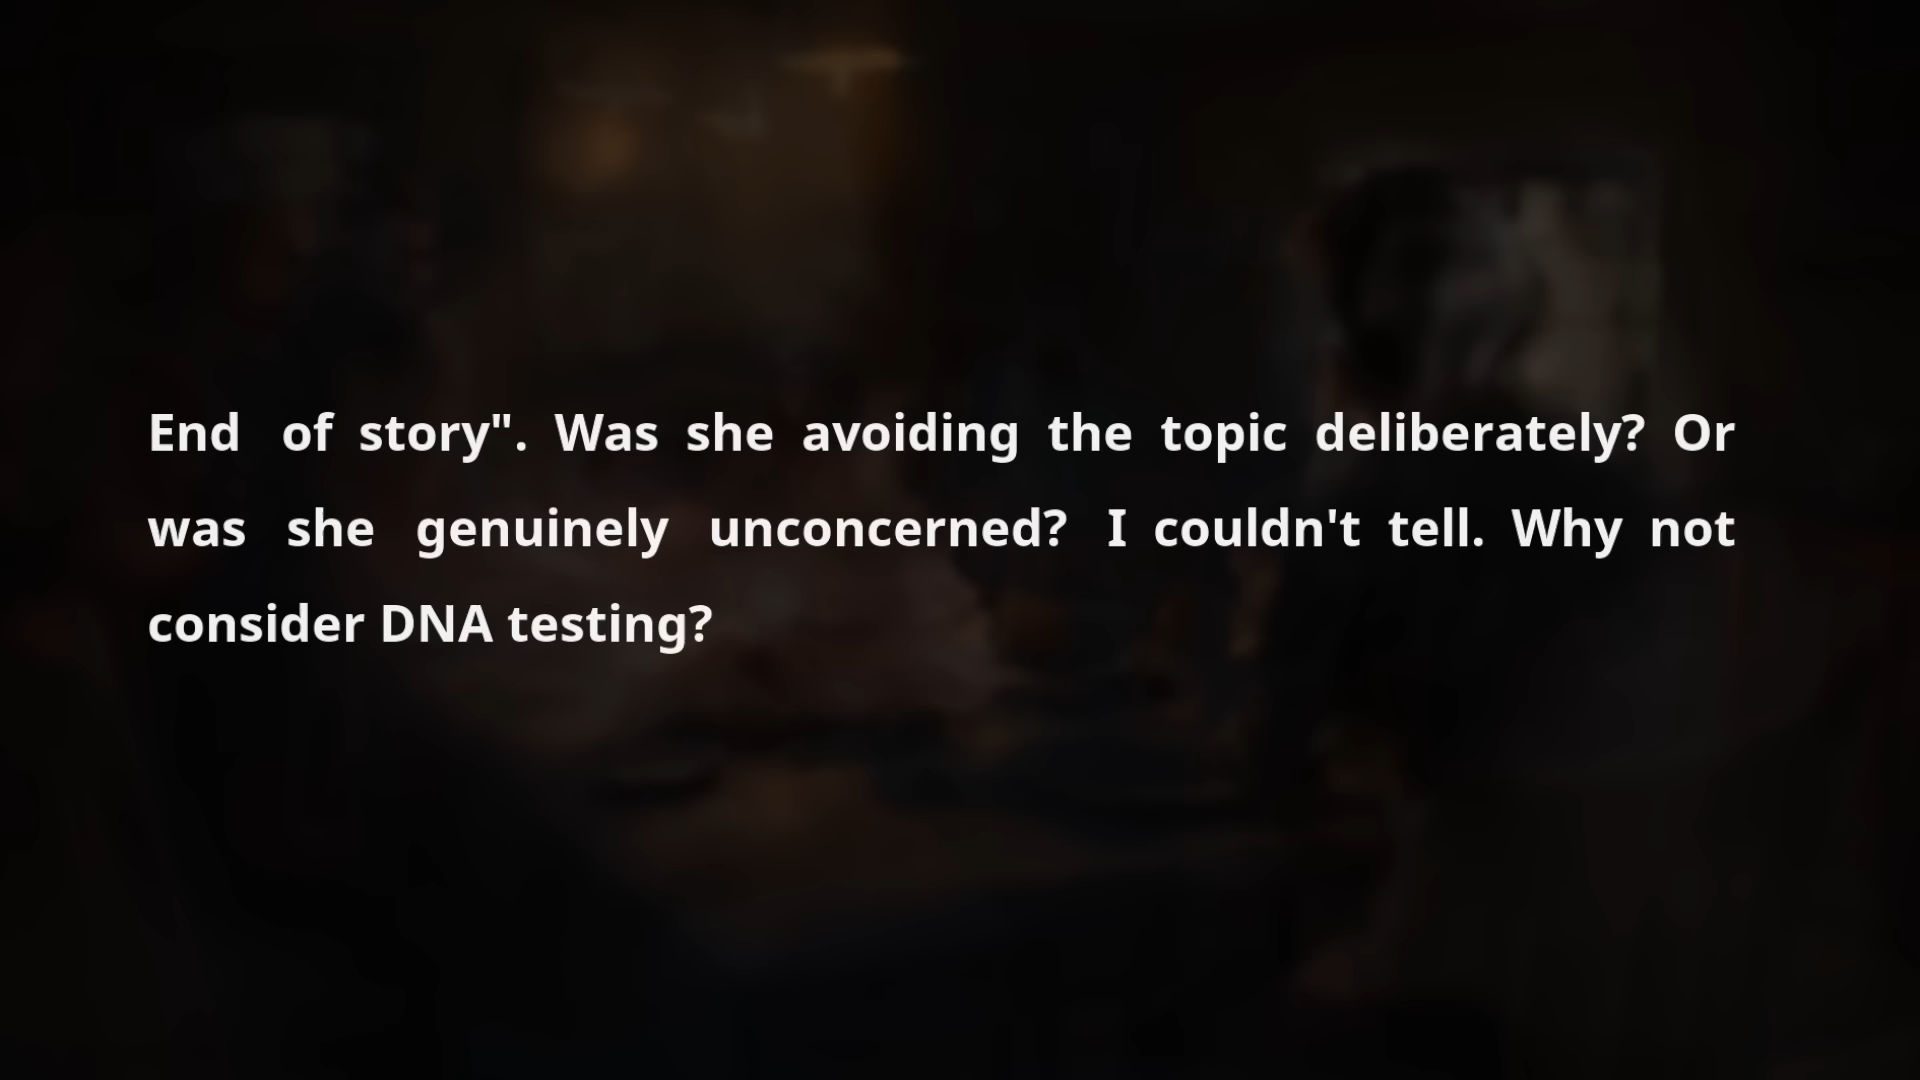 End of story". Was she avoiding the topic deliberately? Or
was she genuinely unconcerned? I couldn't tell. Why not
consider DNA testing?